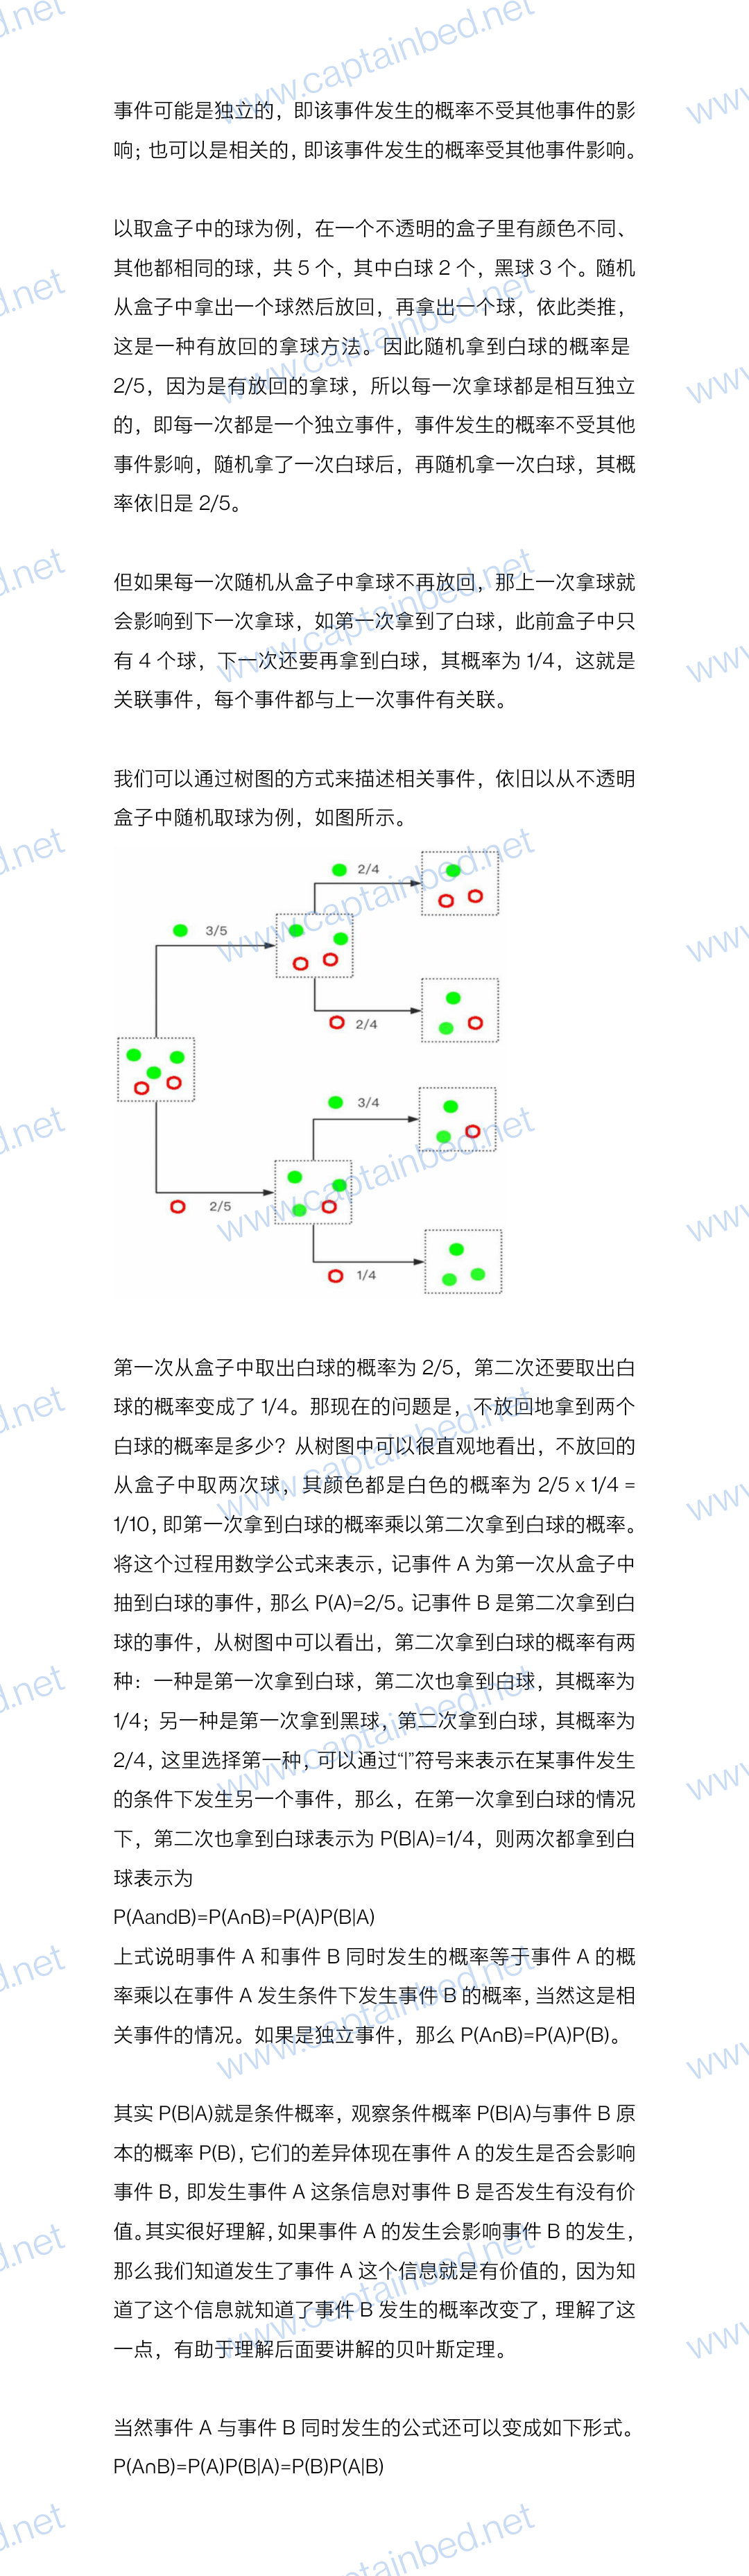 事件可能是独立的，即该事件发生的概率不受其他事件的影
响；也可以是相关的，即该事件发生的概率受其他事件影响。
以取盒子中的球为例，在一个不透明的盒子里有颜色不同、
其他都相同的球，共 5 个，其中白球 2 个，黑球 3 个。随机
从盒子中拿出一个球然后放回，再拿出一个球，依此类推，
这是一种有放回的拿球方法。因此随机拿到白球的概率是
2/5，因为是有放回的拿球，所以每一次拿球都是相互独立
的，即每一次都是一个独立事件，事件发生的概率不受其他
事件影响，随机拿了一次白球后，再随机拿一次白球，其概
率依旧是 2/5。
但如果每一次随机从盒子中拿球不再放回，那上一次拿球就
会影响到下一次拿球，如第一次拿到了白球，此前盒子中只
有 4 个球，下一次还要再拿到白球，其概率为 1/4，这就是
关联事件，每个事件都与上一次事件有关联。
我们可以通过树图的方式来描述相关事件，依旧以从不透明
盒子中随机取球为例，如图所示。
2/4
3/5
2/4
3/4
2/5
1/4
第一次从盒子中取出白球的概率为 2/5，第二次还要取出白
球的概率变成了 1/4。那现在的问题是，不放回地拿到两个
白球的概率是多少？从树图中可以很直观地看出，不放回的
从盒子中取两次球，其颜色都是白色的概率为 2/5 x 1/4 =
1/10，即第一次拿到白球的概率乘以第二次拿到白球的概率。
将这个过程用数学公式来表示，记事件 A 为第一次从盒子中
抽到白球的事件，那么 P(A)=2/5。记事件 B 是第二次拿到白
球的事件，从树图中可以看出，第二次拿到白球的概率有两
种：一种是第一次拿到白球，第二次也拿到白球，其概率为
1/4；另一种是第一次拿到黑球，第二次拿到白球，其概率为
2/4，这里选择第一种，可以通过“|”符号来表示在某事件发生
的条件下发生另一个事件，那么，在第一次拿到白球的情况
下，第二次也拿到白球表示为 P(B|A)=1/4，则两次都拿到白
球表示为
P(AandB)=P(A∩B)=P(A)P(B|A)
上式说明事件 A 和事件 B 同时发生的概率等于事件 A 的概
率乘以在事件 A 发生条件下发生事件 B 的概率，当然这是相
关事件的情况。如果是独立事件，那么 P(A∩B)=P(A)P(B)。
其实 P(B|A)就是条件概率，观察条件概率 P(B|A)与事件 B 原
本的概率 P(B)，它们的差异体现在事件 A 的发生是否会影响
事件 B，即发生事件 A 这条信息对事件 B 是否发生有没有价
值。其实很好理解，如果事件 A 的发生会影响事件 B 的发生，
那么我们知道发生了事件 A 这个信息就是有价值的，因为知
道了这个信息就知道了事件 B 发生的概率改变了，理解了这
一点，有助于理解后面要讲解的贝叶斯定理。
当然事件 A 与事件 B 同时发生的公式还可以变成如下形式。
P(A∩B)=P(A)P(B|A)=P(B)P(A|B)
www.captainbed.net